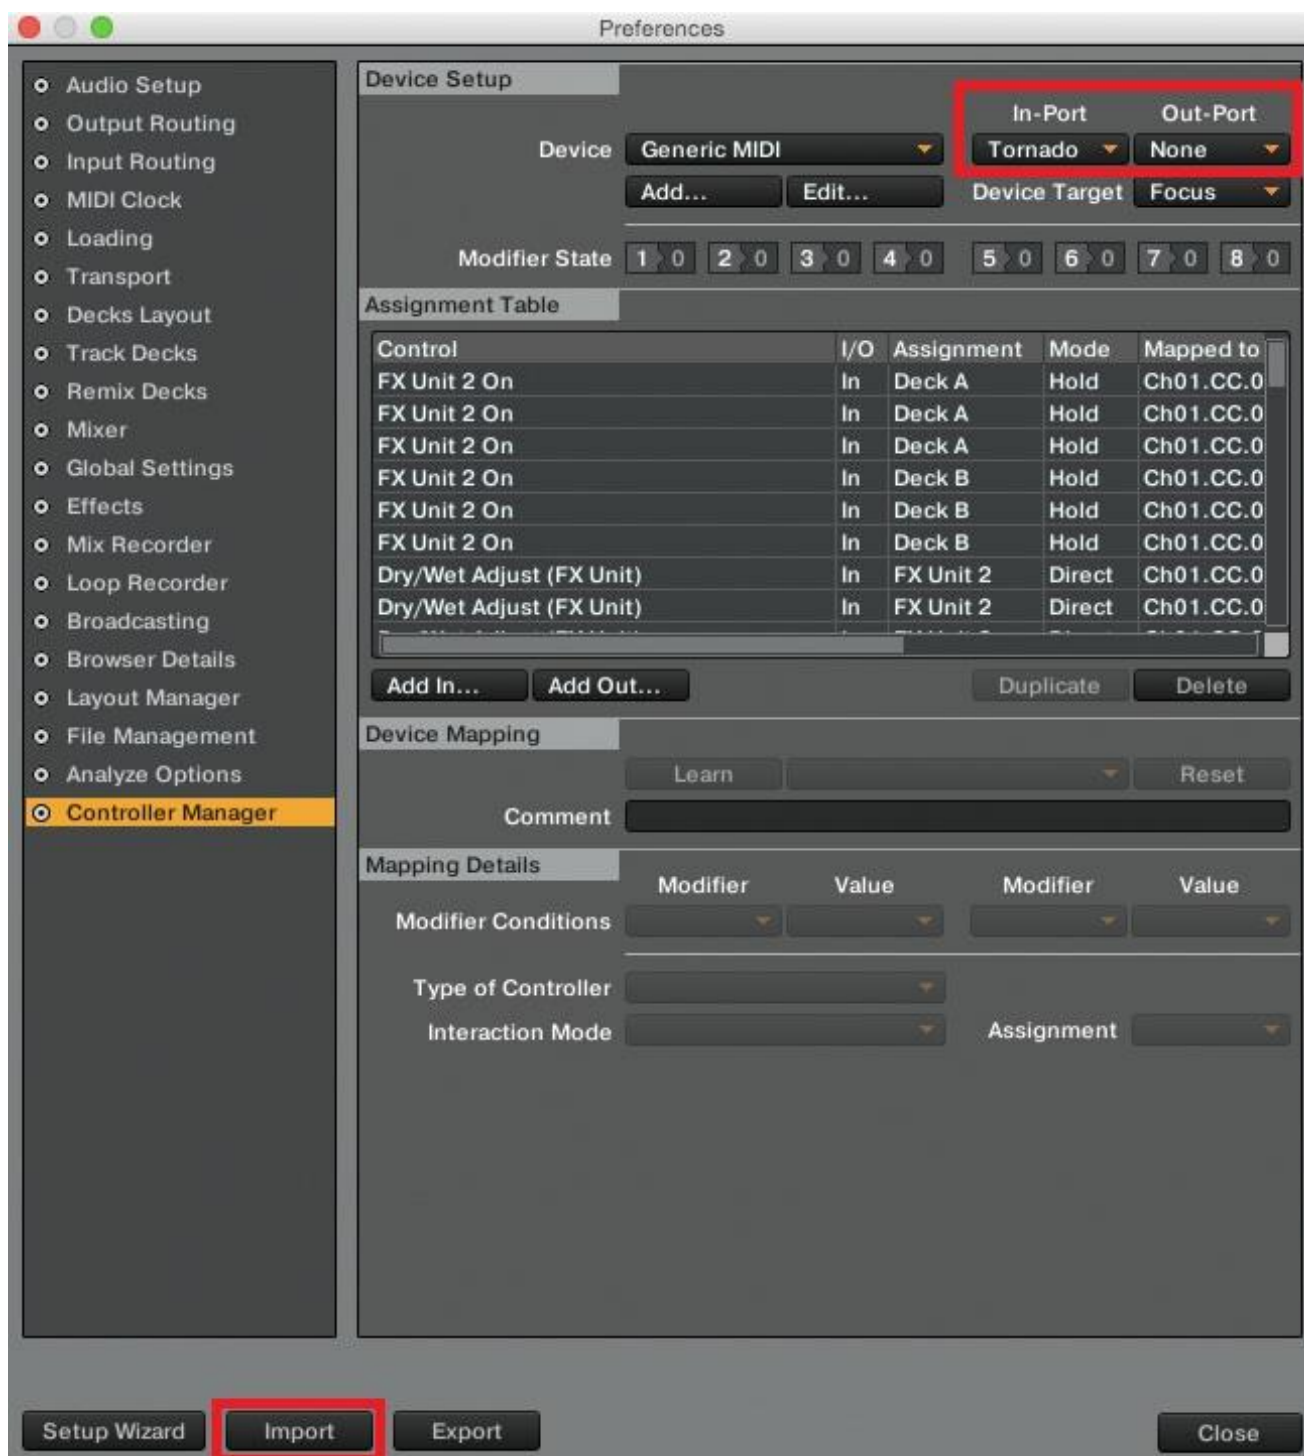 Preferences
Audio Setup
Output Routing
Input Routing
MIDI Clock
Loading
Transport
Decks Layout
Track Decks
Remix Decks
Mixer
Global Settings
Effects
Mix Recorder
Loop Recorder
Broadcasting
Browser Details
Layout Manager
File Management
Analyze Options
Controller Manager
Device Setup
In-Port Out-Port
Device Generic MIDI Tornado None
Add... Edit... Device Target Focus
Modifier State 1 0 2 0 3 0 4 0 5 0 6 0 7 0 8 0
Assignment Table
Control I/O Assignment Mode Mapped to
FX Unit 2 On In Deck A Hold Ch01.CC.0
FX Unit 2 On In Deck A Hold Ch01.CC.0
FX Unit 2 On In Deck A Hold Ch01.CC.0
FX Unit 2 On In Deck B Hold Ch01.CC.0
FX Unit 2 On In Deck B Hold Ch01.CC.0
FX Unit 2 On In Deck B Hold Ch01.CC.0
Dry/Wet Adjust (FX Unit) In FX Unit 2 Direct Ch01.CC.0
Dry/Wet Adjust (FX Unit) In FX Unit 2 Direct Ch01.CC.0
Add In... Add Out... Duplicate Delete
Device Mapping
Learn Reset
Comment
Mapping Details
Modifier Value Modifier Value
Modifier Conditions
Type of Controller
Interaction Mode Assignment
Setup Wizard Import Export Close